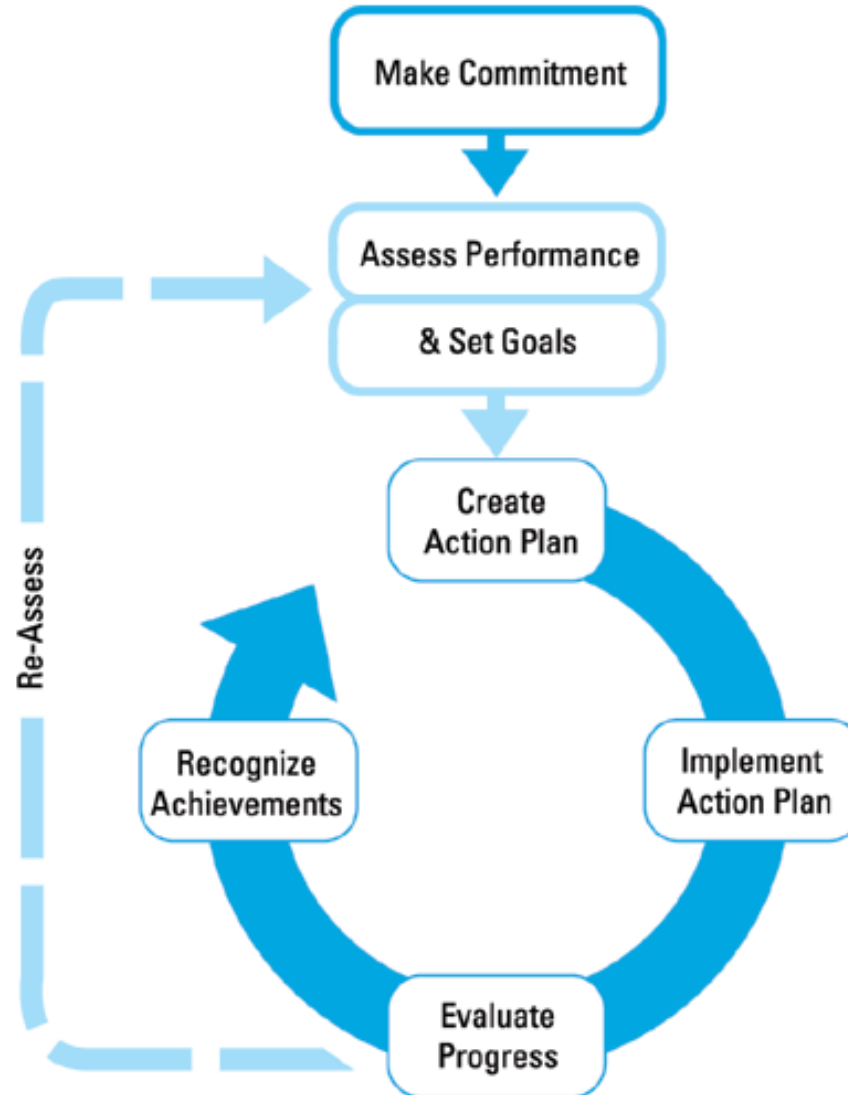 Make Commitment
Assess Performance
& Set Goals
Create
Action Plan
Re-Assess
Recognize
Achievements
Implement
Action Plan
Evaluate
Progress